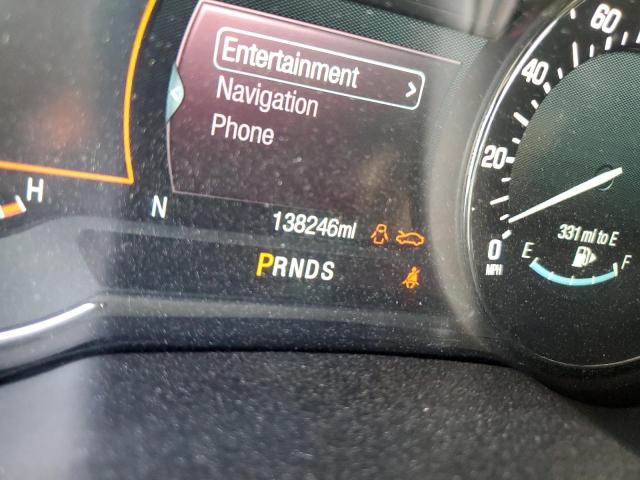 Entertainment >
Navigation
Phone
H
N
138246mi
PRNDS
0
20
40
60
MPH
331 mi to E
E
F